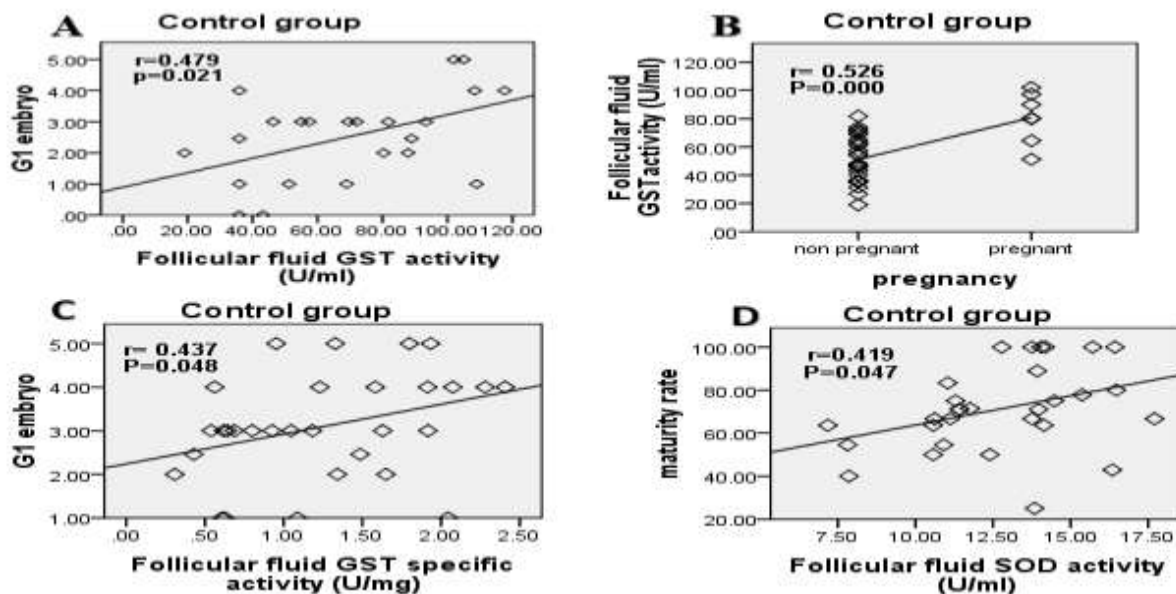 A
Control group
r=0.479
p=0.021
G1 embryo
5.00
4.00
3.00
2.00
1.00
.00
.00 20.00 40.00 60.00 80.00 100.00 120.00
Follicular fluid GST activity
(U/ml)
B
Control group
r= 0.526
P=0.000
Follicular fluid
GSTactivity (U/ml)
120.00
100.00
80.00
60.00
40.00
20.00
.00
non pregnant pregnant
pregnancy
C
Control group
r= 0.437
P=0.048
G1 embryo
5.00
4.00
3.00
2.00
1.00
.00 .50 1.00 1.50 2.00 2.50
Follicular fluid GST specific
activity (U/mg)
D
Control group
r=0.419
P=0.047
maturity rate
100.00
80.00
60.00
40.00
20.00
7.50 10.00 12.50 15.00 17.50
Follicular fluid SOD activity
(U/ml)